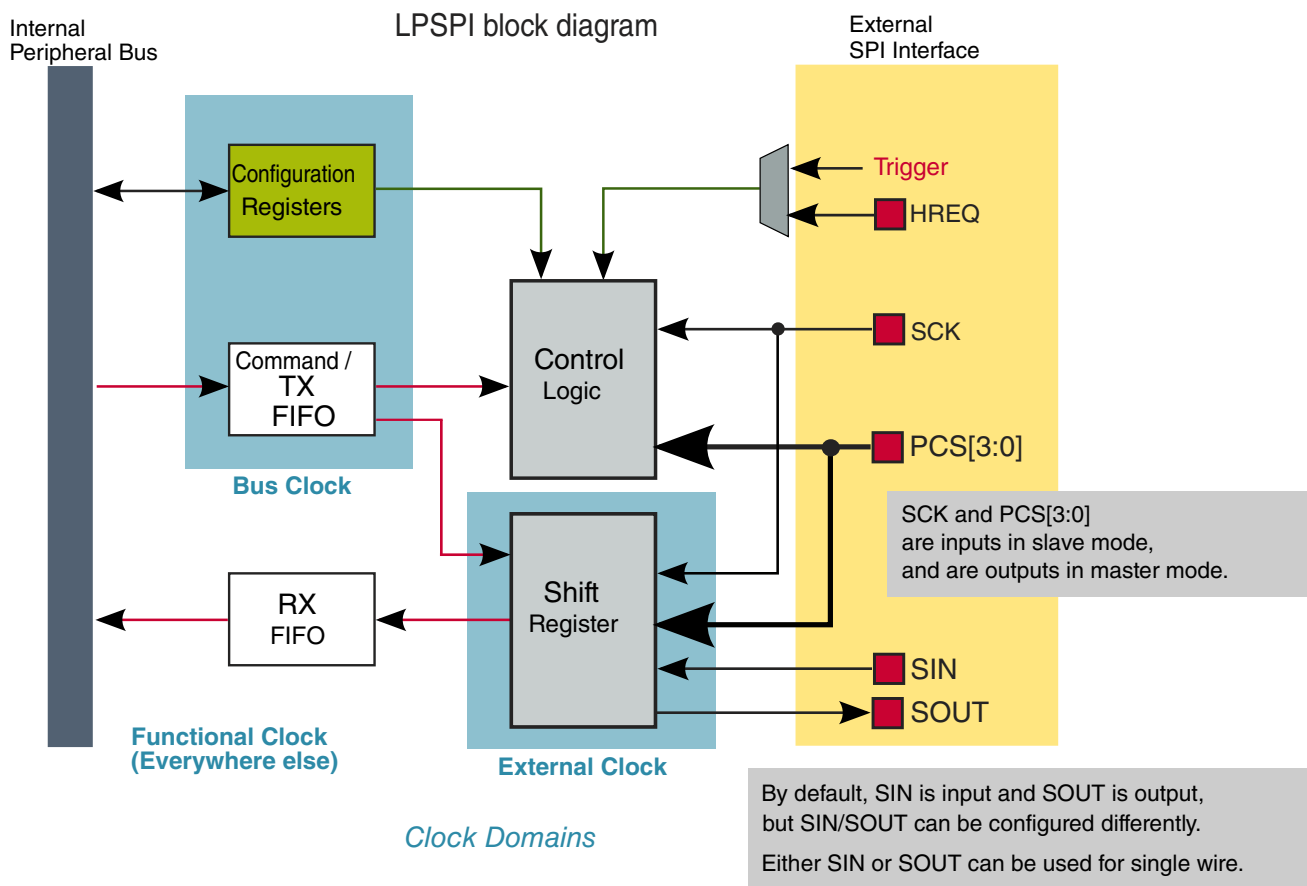 LPSPI block diagram
Internal
Peripheral Bus
External
SPI Interface
Configuration
Registers
Trigger
HREQ
SCK
Command /
TX
FIFO
Control
Logic
PCS[3:0]
Bus Clock
SCK and PCS[3:0]
are inputs in slave mode,
and are outputs in master mode.
RX
FIFO
Shift
Register
SIN
SOUT
Functional Clock
(Everywhere else)
External Clock
By default, SIN is input and SOUT is output,
but SIN/SOUT can be configured differently.
Either SIN or SOUT can be used for single wire.
Clock Domains